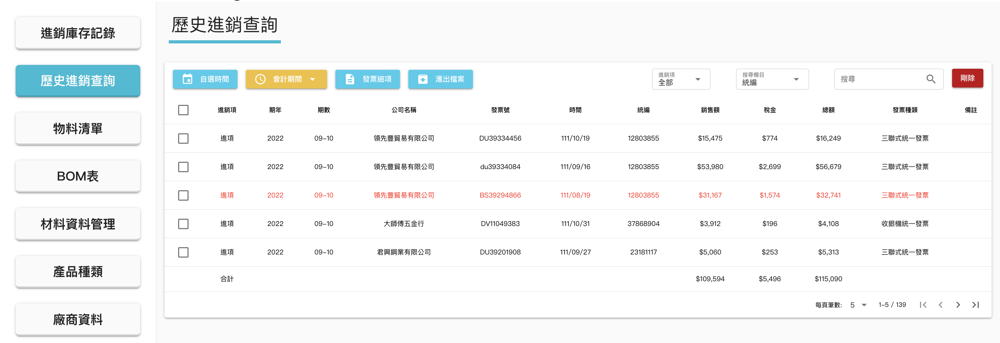 進銷庫存記錄
歷史進銷查詢
物料清單
BOM表
材料資料管理
產品種類
廠商資料
歷史進銷查詢
自選時間 會計期間 發票細項 滙出檔案 進銷項 全部 搜尋欄目 統編 搜尋 刪除
進銷項 期年 期數 公司名稱 發票號 時間 統編 銷售額 稅金 總額 發票種類 備註
進項 2022 09-10 領先豐貿易有限公司 DU39334456 111/10/19 12803855 $15,475 $774 $16,249 三聯式統一發票
進項 2022 09-10 領先豐貿易有限公司 du39334084 111/09/16 12803855 $53,980 $2,699 $56,679 三聯式統一發票
進項 2022 09-10 領先豐貿易有限公司 BS39294866 111/08/19 12803855 $31,167 $1,574 $32,741 三聯式統一發票
進項 2022 09-10 大師傅五金行 DV11049383 111/10/31 37868904 $3,912 $196 $4,108 收銀機統一發票
進項 2022 09-10 君興鋼業有限公司 DU39201908 111/09/27 23181117 $5,060 $253 $5,313 三聯式統一發票
合計 $109,594 $5,496 $115,090
每頁筆數: 5 1–5 / 139